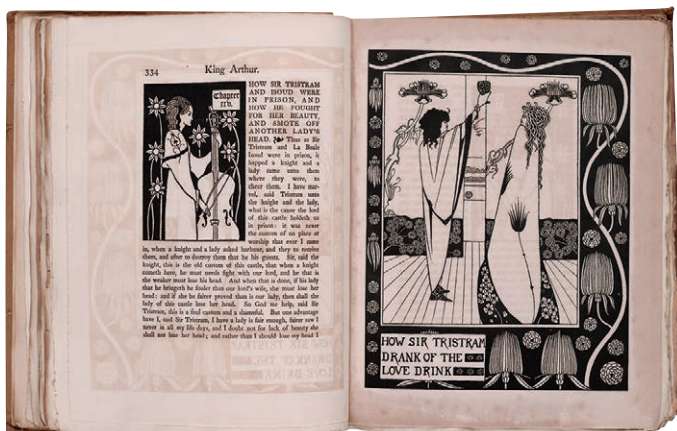 334
King Arthur.
Chapter
HOW SIR TRISTRAM
AND ISOUD WERE
IN PRISON, AND
HOW HE FOUGHT
FOR HER BEAUTY,
AND SMOTE OFF
ANOTHER LADY'S
HEAD. Thus as Sir
Tristram and La Beale
Isoud were in prison, it
happed a knight and a
lady came unto them
where they were, to
cheer them. I have mar-
vel, said Tristram unto
the knight and the lady,
what is the cause the lord
of this castle holdeth us
in prison: it was never
the custom of no place of
worship that ever I came
in, when a knight and a lady asked harbour, and they to receive
them, and after to destroy them that be his guests. Sir, said the
knight, this is the old custom of this castle, that when a knight
cometh here, he must needs fight with our lord, and he that is
the weaker must lose his head. And when that is done, if his lady
that he bringeth be fouler than our lord's wife, she must lose her
head: and if she be fairer proved than is our lady, then shall the
lady of this castle lose her head. So God me help, said Sir
Tristram, this is a foul custom and a shameful. But one advantage
have I, said Sir Tristram, I have a lady is fair enough, fairer saw I
never in all my life days, and I doubt not for lack of beauty she
shall not lose her head; and rather than I should lose my head I
HOW SIR TRISTRAM
DRANK OF THE
LOVE DRINK